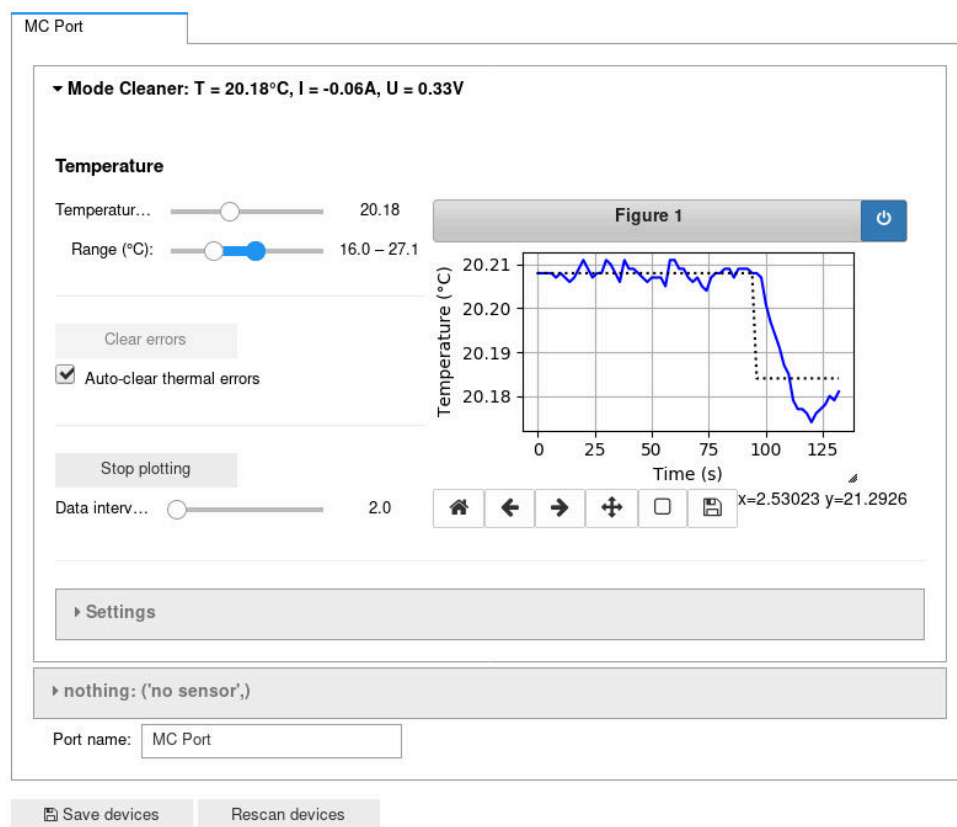 MC Port
Mode Cleaner: T = 20.18°C, I = -0.06A, U = 0.33V
Temperature
Temperatur... 20.18
Range (°C): 16.0 – 27.1
Clear errors
Auto-clear thermal errors
Stop plotting
Data interv... 2.0
Figure 1
Temperature (°C)
20.21
20.20
20.19
20.18
0 25 50 75 100 125
Time (s)
x=2.53023 y=21.2926
Settings
nothing: ('no sensor',)
Port name: MC Port
Save devices Rescan devices